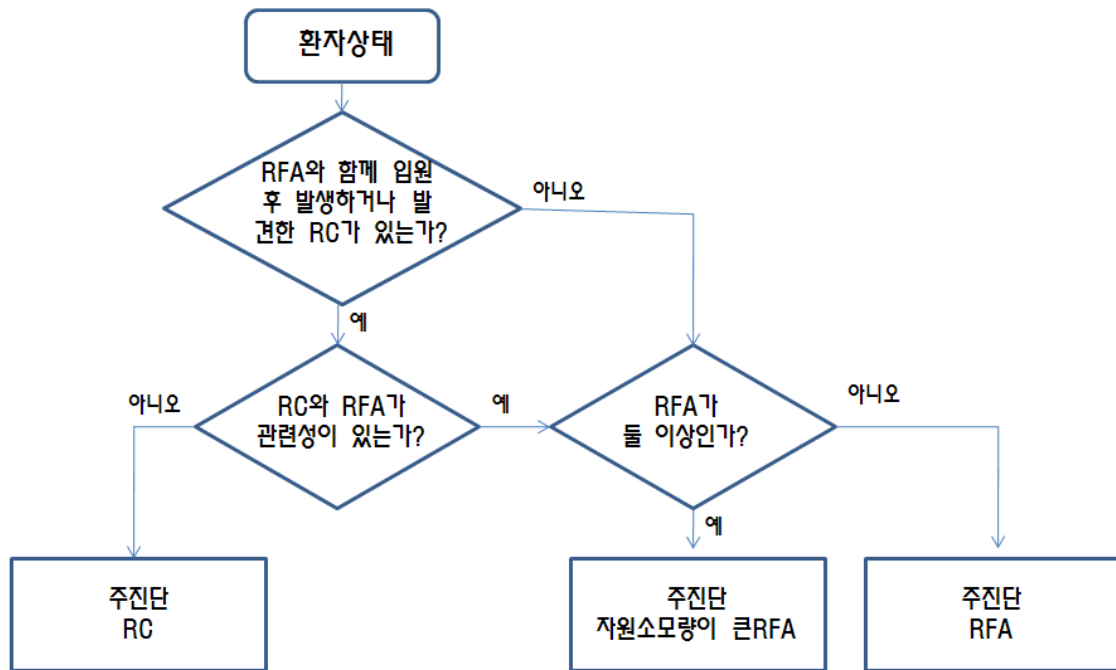 환자상태
RFA와 함께 입원
후 발생하거나 발
견한 RC가 있는가?
아니오
예
아니오
RC와 RFA가
관련성이 있는가?
예
RFA가
둘 이상인가?
아니오
예
주진단
RC
주진단
자원소모량이 큰RFA
주진단
RFA